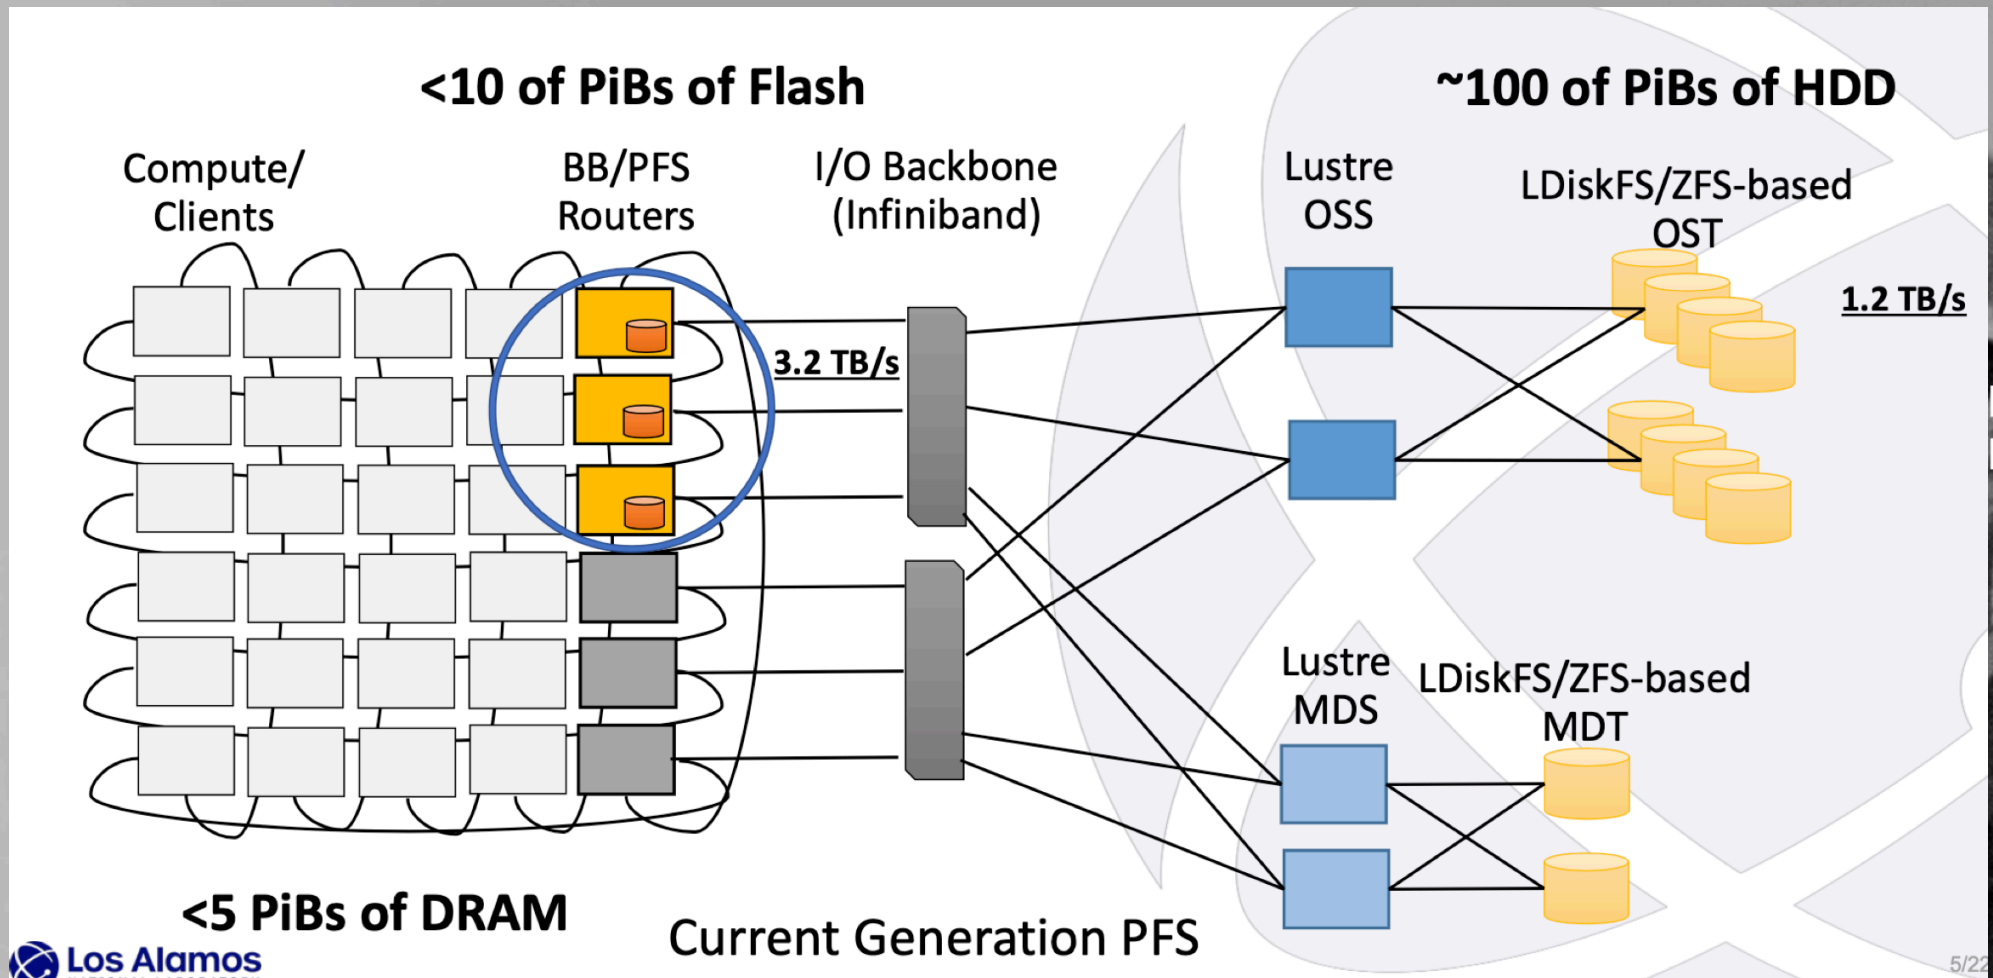 <10 of PiBs of Flash
~100 of PiBs of HDD
Compute/
Clients
BB/PFS
Routers
I/O Backbone
(Infiniband)
Lustre
OSS
LDiskFS/ZFS-based
OST
1.2 TB/s
3.2 TB/s
Lustre
MDS
LDiskFS/ZFS-based
MDT
<5 PiBs of DRAM
Current Generation PFS
Los Alamos
5/22